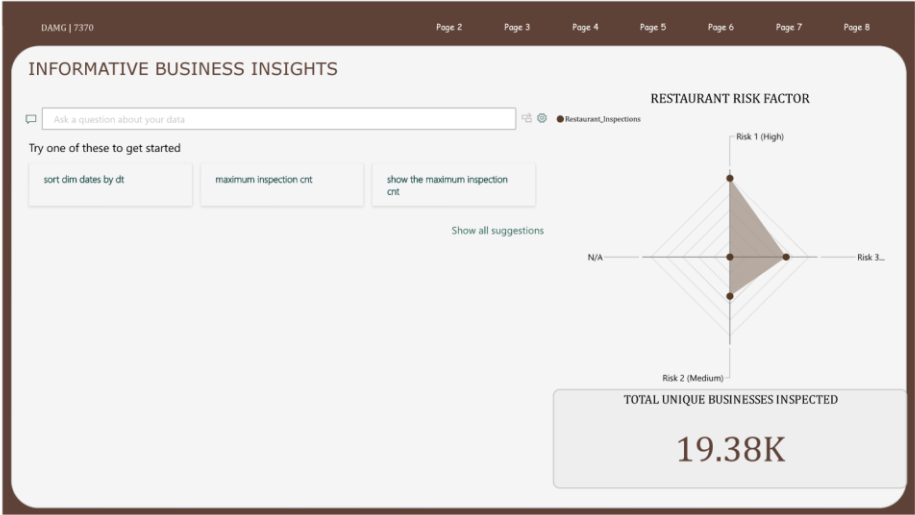 DAMG | 7370
Page 2 Page 3 Page 4 Page 5 Page 6 Page 7 Page 8
INFORMATIVE BUSINESS INSIGHTS
Ask a question about your data
Try one of these to get started
sort dim dates by dt
maximum inspection cnt
show the maximum inspection
cnt
Show all suggestions
RESTAURANT RISK FACTOR
Restaurant_Inspections
Risk 1 (High)
N/A
Risk 3...
Risk 2 (Medium)
TOTAL UNIQUE BUSINESSES INSPECTED
19.38K